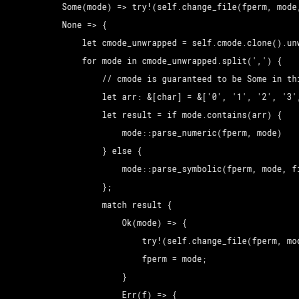 Some(mode) => try!(self.change_file(fperm, mode,
None => {
let cmode_unwrapped = self.cmode.clone().unw
for mode in cmode_unwrapped.split(',') {
// cmode is guaranteed to be Some in thi
let arr: &[char] = &['0', '1', '2', '3',
let result = if mode.contains(arr) {
mode::parse_numeric(fperm, mode)
} else {
mode::parse_symbolic(fperm, mode, fi
};
match result {
Ok(mode) => {
try!(self.change_file(fperm, mod
fperm = mode;
}
Err(f) => {